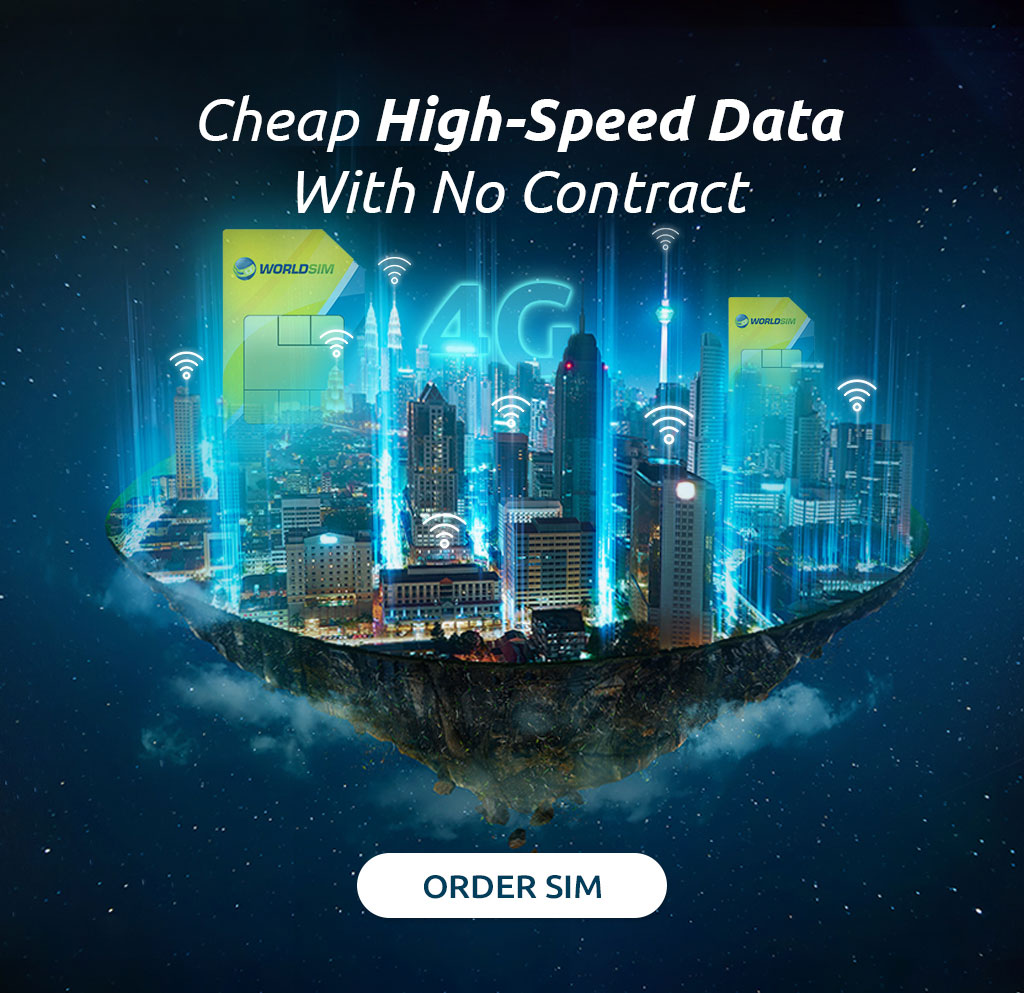 Cheap High-Speed Data
With No Contract
WORLDSIM
4G
WORLDSIM
ORDER SIM